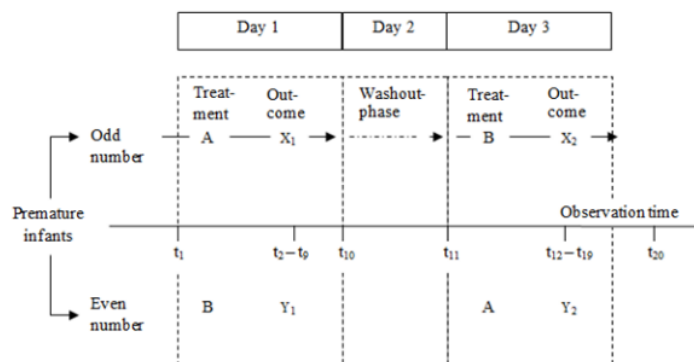 Day 1 Day 2 Day 3
Treat- Out- Washout- Treat- Out-
ment come phase ment come
Odd A X₁ B X₂
number
Premature Observation time
infants
t₁ t₂–t₉ t₁₀ t₁₁ t₁₂–t₁₉ t₂₀
Even B Y₁ A Y₂
number